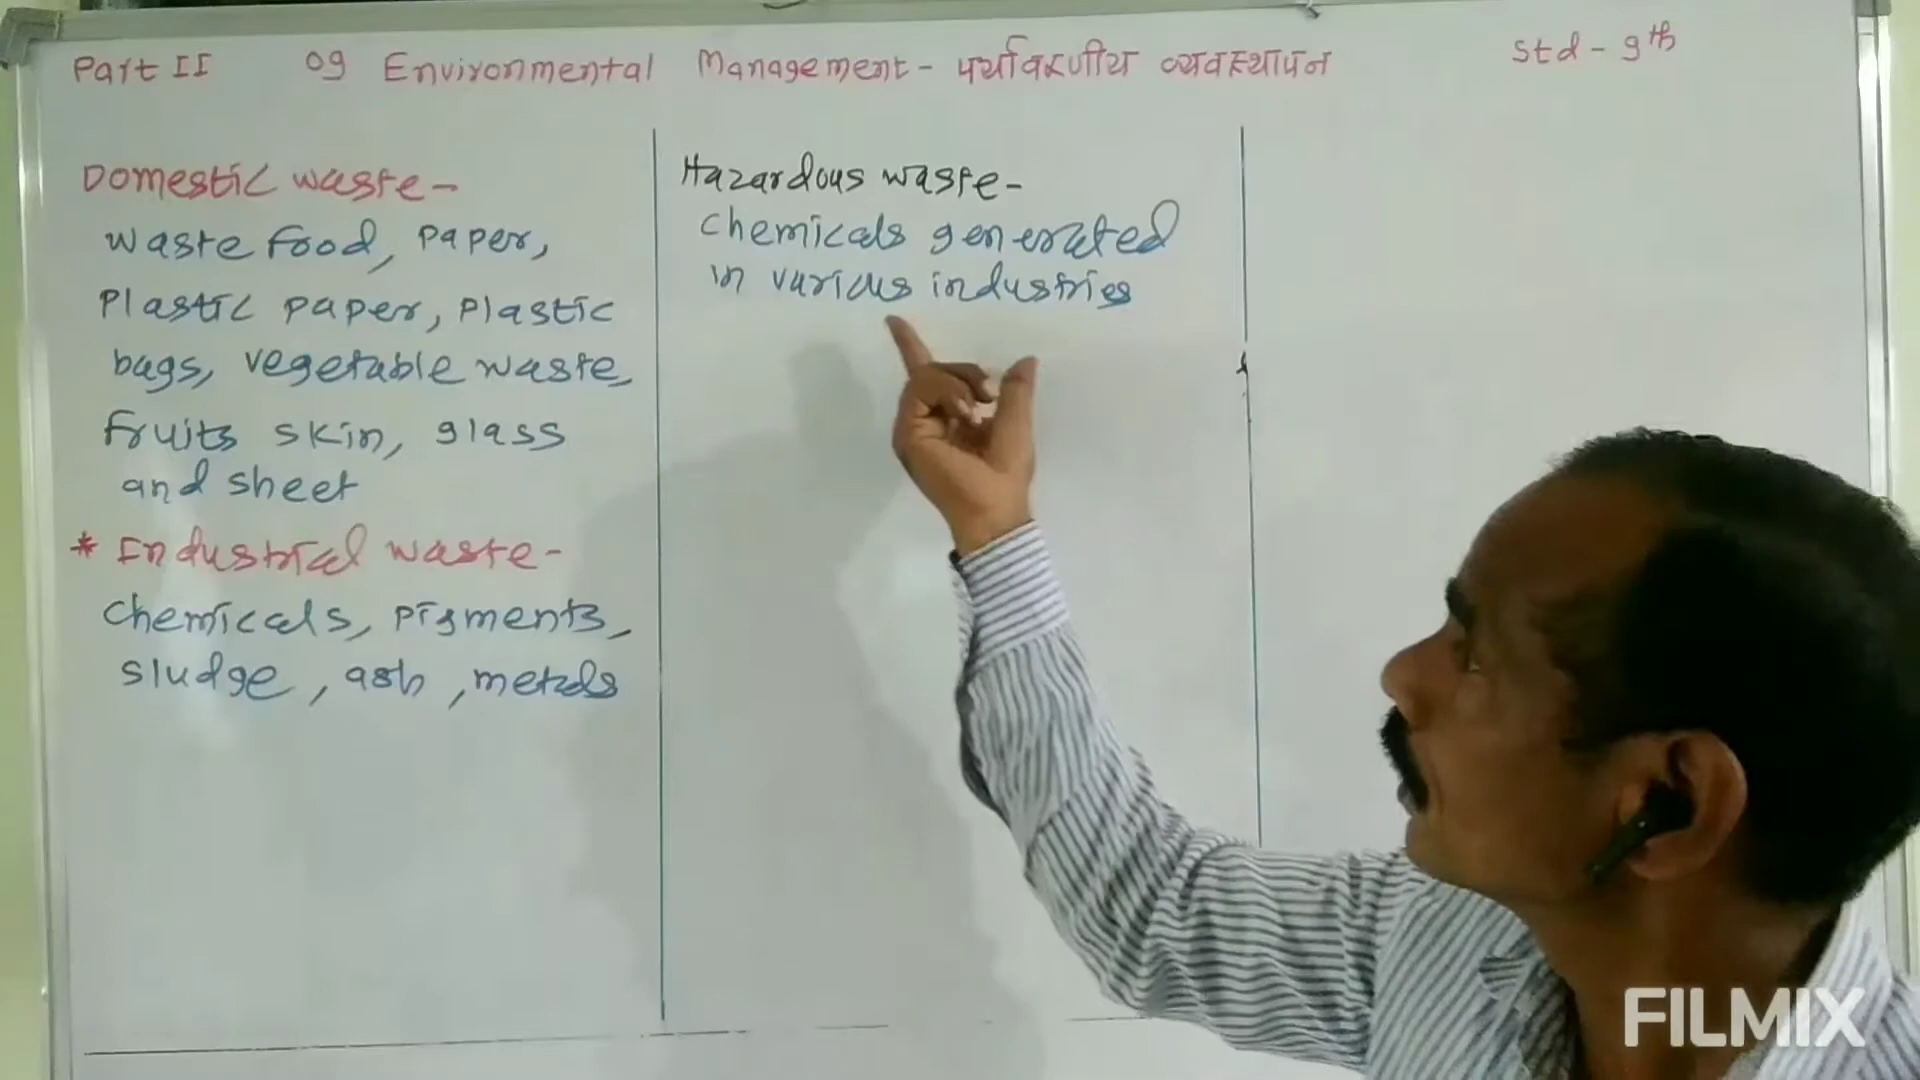 Part II 09 Environmental Management - पर्यावरणीय व्यवस्थापन Std - 9th
Domestic waste -
waste food, paper,
Plastic paper, plastic
bags, vegetable waste,
fruits skin, glass
and sheet
* Industrial waste -
chemicals, pigments,
sludge, ash, metals
Hazardous waste -
chemicals generated
in various industries
FILMIX